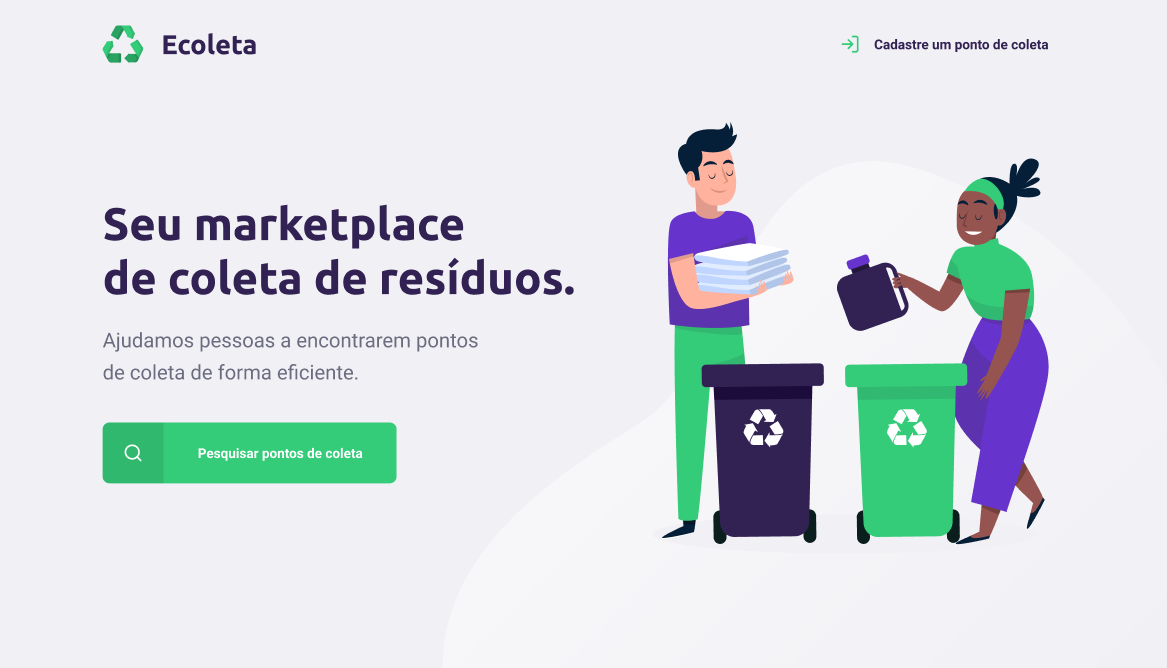 Ecoleta
Cadastre um ponto de coleta
Seu marketplace
de coleta de resíduos.
Ajudamos pessoas a encontrarem pontos
de coleta de forma eficiente.
Pesquisar pontos de coleta